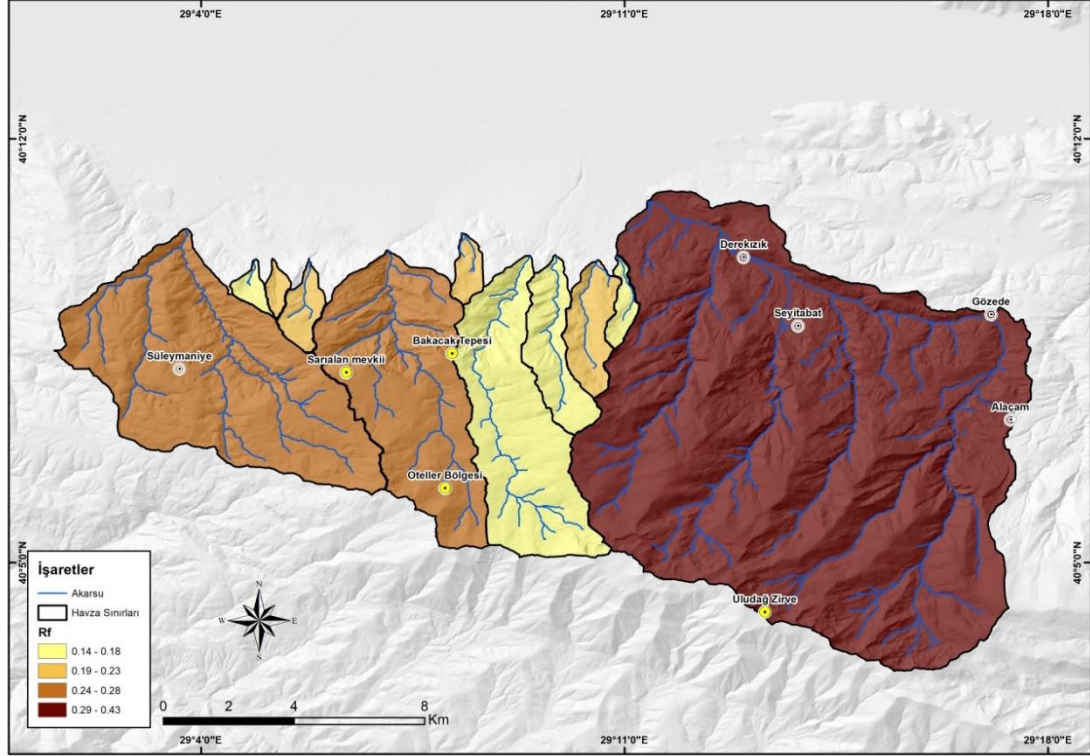 29°4'0"E
29°11'0"E
29°18'0"E
40°12'0"N
40°12'0"N
Derekızık
Gözede
Seyitabat
Bakacak Tepesi
Süleymaniye
Sarıalan mevkii
Alaçam
Oteller Bölgesi
40°5'0"N
40°5'0"N
Uludağ Zirve
İşaretler
Akarsu
Havza Sınırları
Rf
0.14 - 0.18
0.19 - 0.23
0.24 - 0.28
0.29 - 0.43
N
W
E
S
0 2 4 8
Km
29°4'0"E
29°11'0"E
29°18'0"E